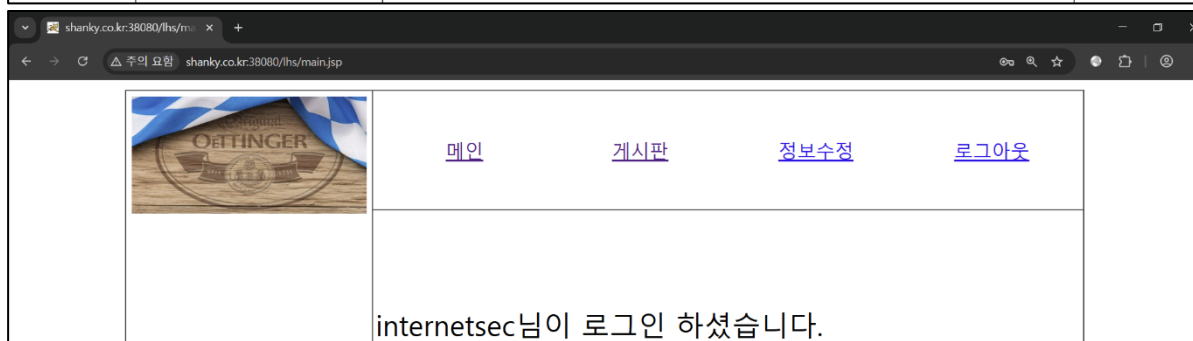 shanky.co.kr:38080/lhs/ma
주의 요함 shanky.co.kr:38080/lhs/main.jsp
Original
OETTINGER
메인 게시판 정보수정 로그아웃
internetsec님이 로그인 하셨습니다.